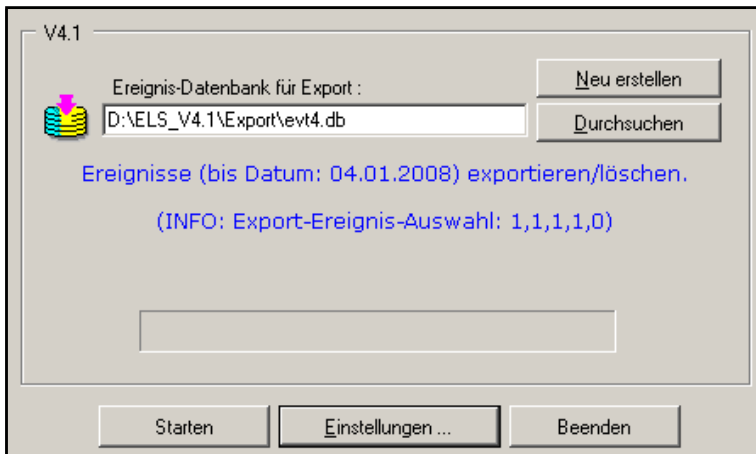 V4.1
Ereignis-Datenbank für Export :
Neu erstellen
D:\ELS_V4.1\Export\evt4.db
Durchsuchen
Ereignisse (bis Datum: 04.01.2008) exportieren/löschen.
(INFO: Export-Ereignis-Auswahl: 1,1,1,1,0)
Starten
Einstellungen ...
Beenden